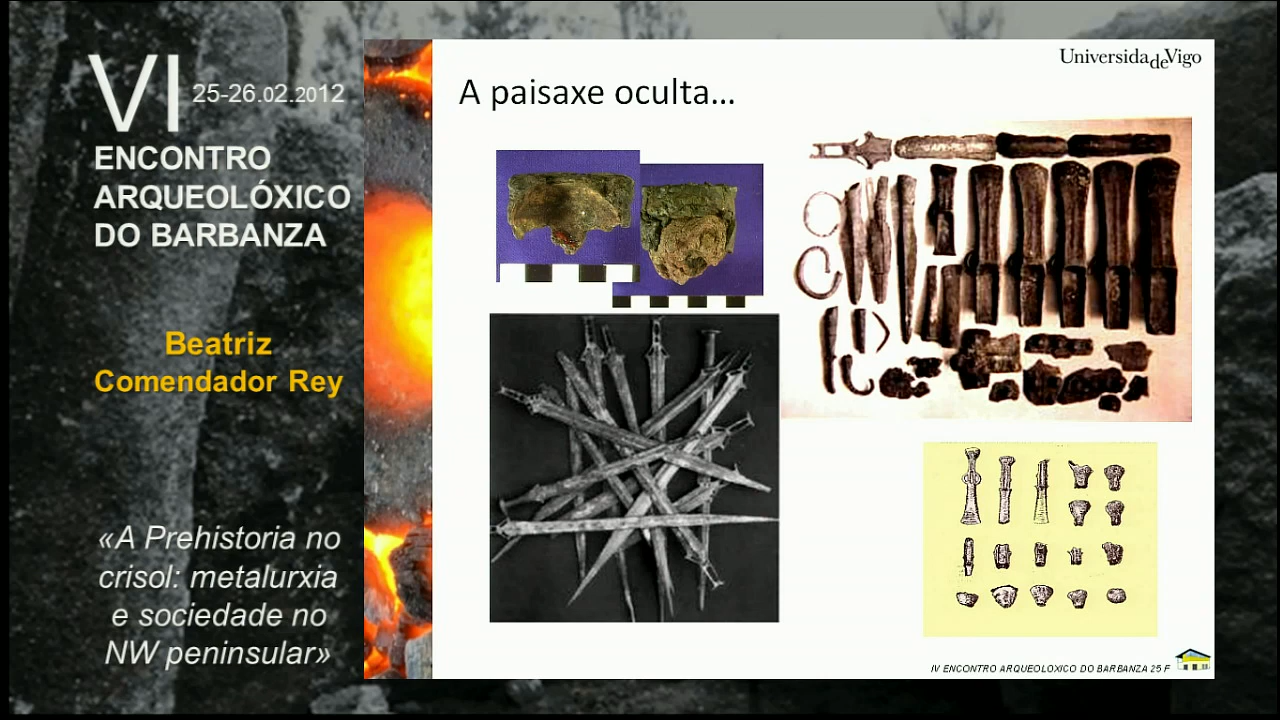 VI 25-26.02.2012
ENCONTRO
ARQUEOLÓXICO
DO BARBANZA
Beatriz
Comendador Rey
«A Prehistoria no
crisol: metalurxia
e sociedade no
NW peninsular»
UniversidadeVigo
A paisaxe oculta...
IV ENCONTRO ARQUEOLOXICO DO BARBANZA 25 F